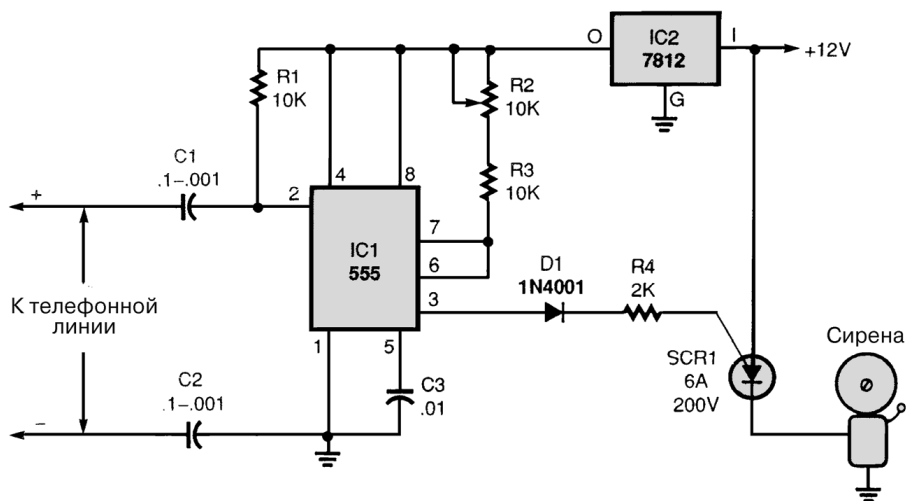 O
IC2
7812
I
+12V
G
R1
10K
R2
10K
C1
.1–.001
4
8
R3
10K
+
2
7
IC1
555
6
D1
1N4001
R4
2K
3
К телефонной
линии
Сирена
1
5
SCR1
6A
200V
C2
.1–.001
C3
.01
–